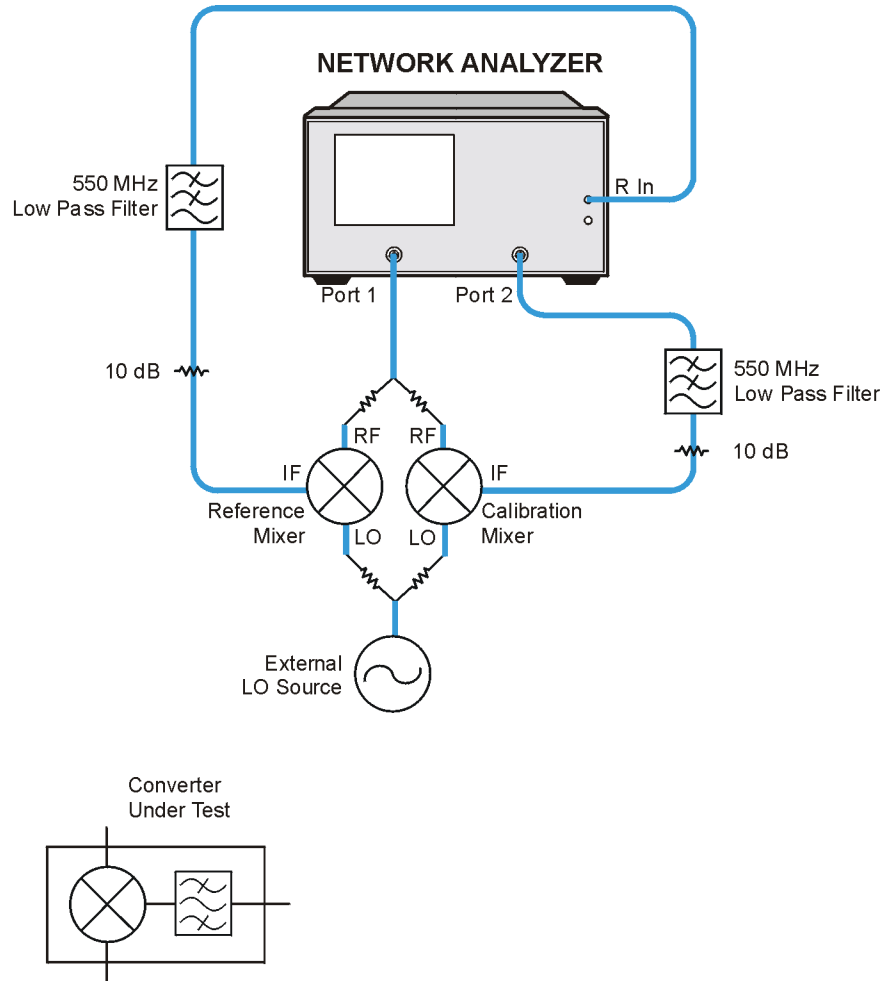 NETWORK ANALYZER
550 MHz
Low Pass Filter
R In
Port 1
Port 2
10 dB
550 MHz
Low Pass Filter
RF
RF
10 dB
IF
IF
Reference
Mixer
Calibration
Mixer
LO
LO
External
LO Source
Converter
Under Test